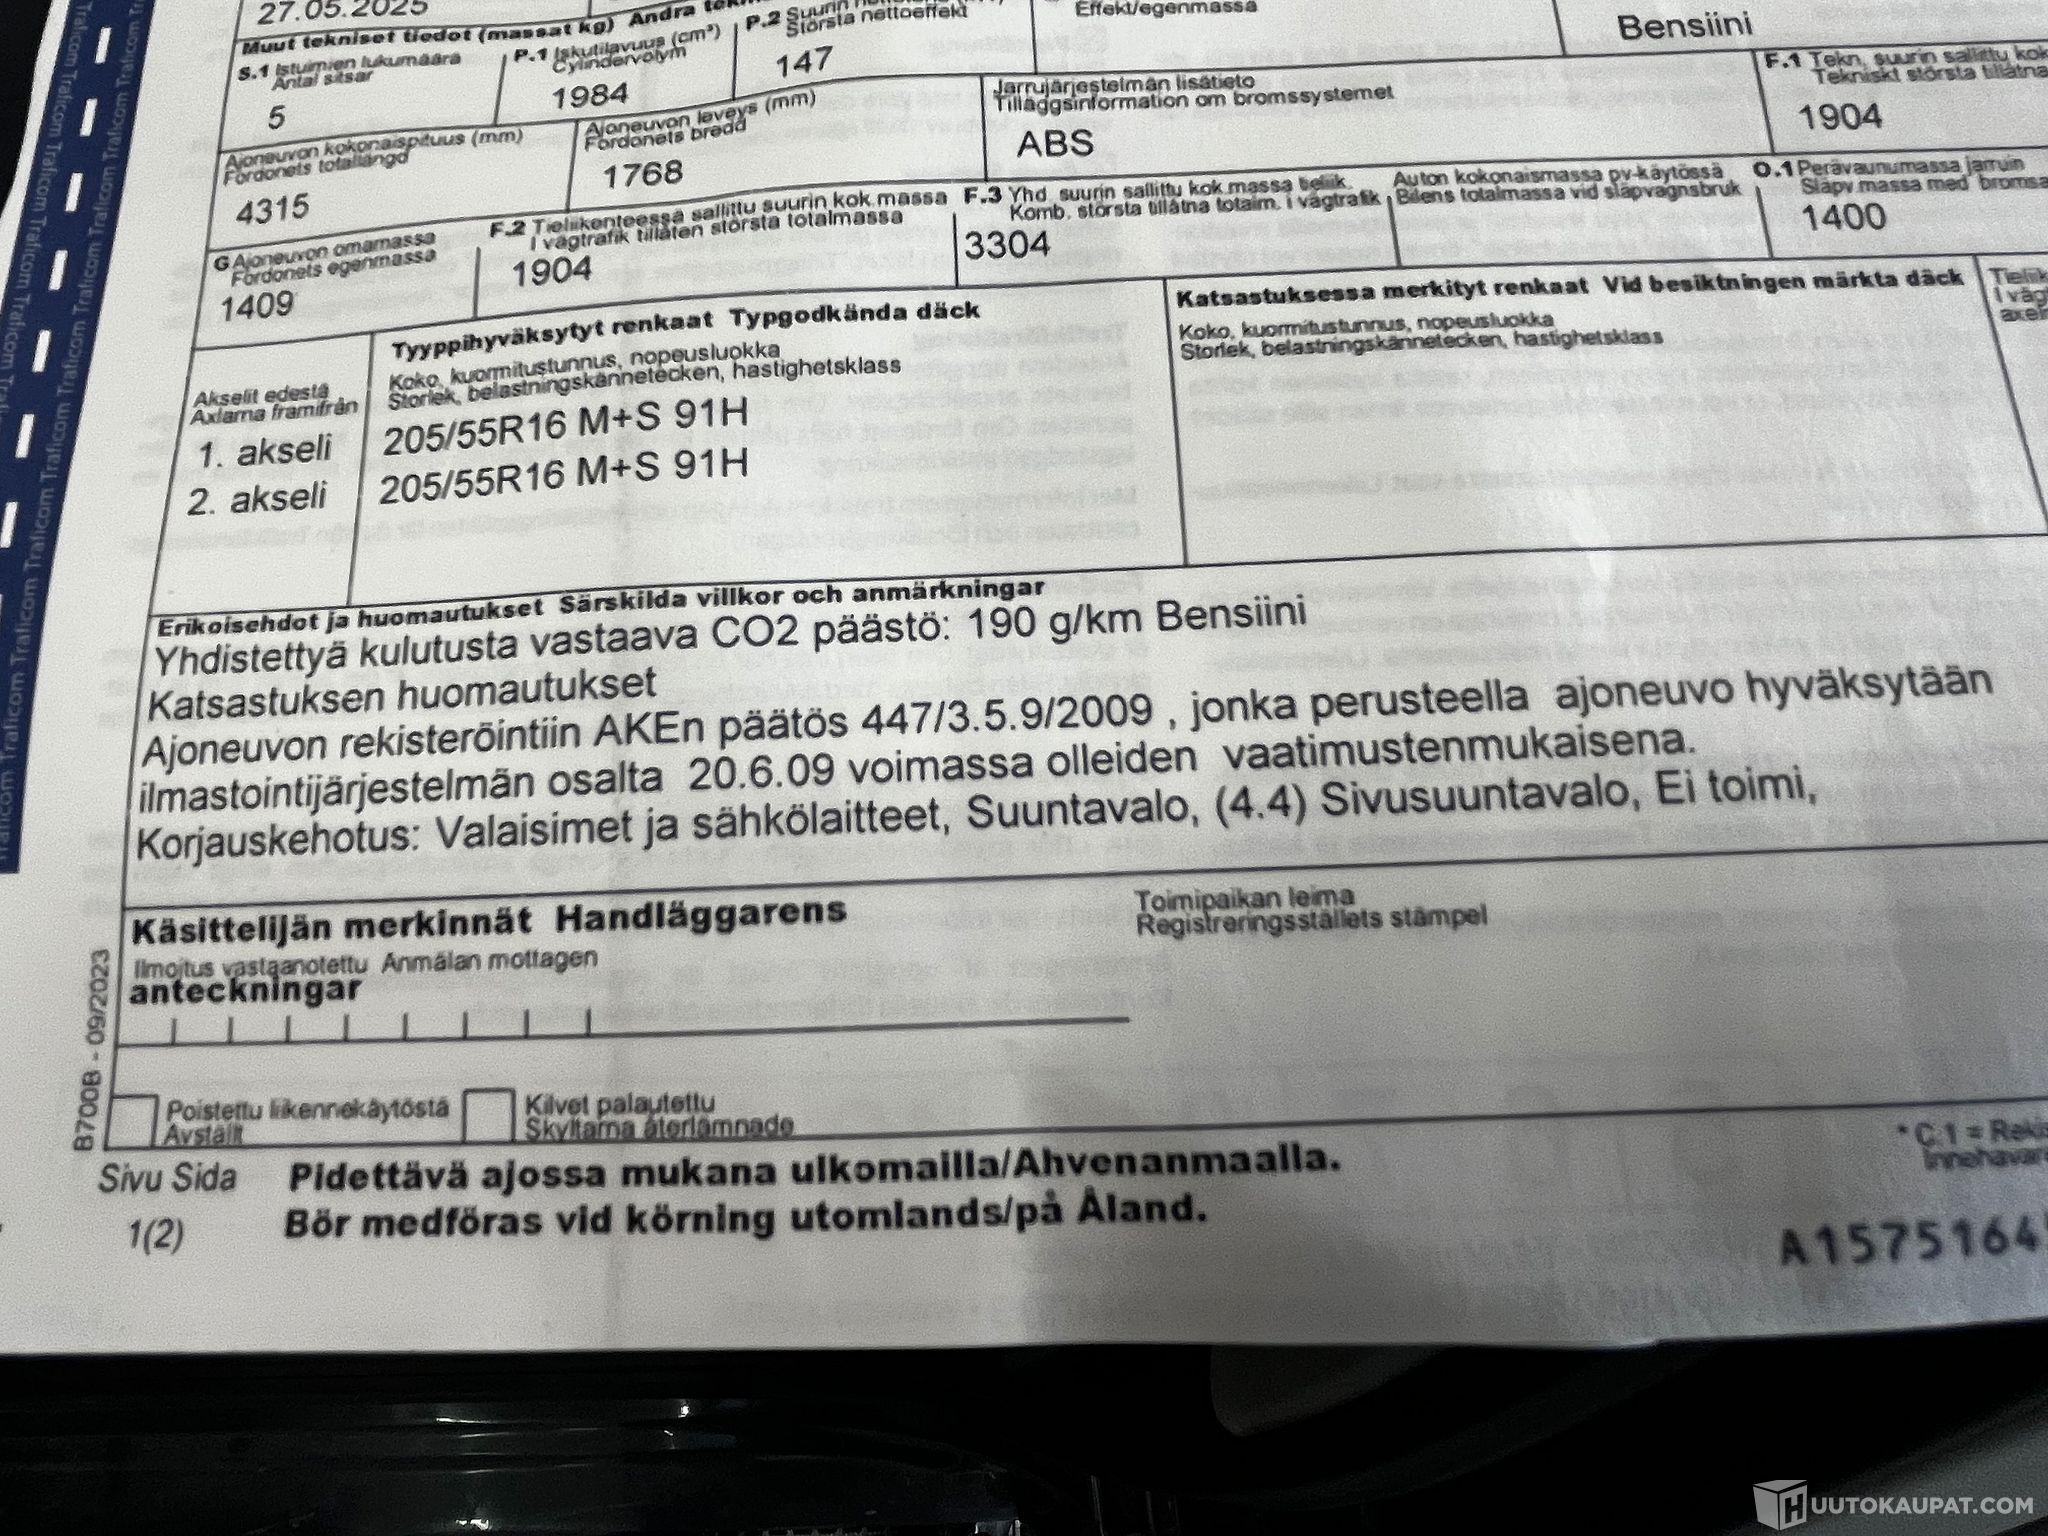 27.05.2025
Bensiini
Effekt/egenmassa
Muut tekniset tiedot (massat kg) Andra
S.1 Istuimien lukumäärä
Antal sitsar
5
P.1 Iskutilavuus (cm³)
Cylindervolym
1984
P.2 Suurin
Största nettoeffekt
147
Jarrujärjestelmän lisätieto
Tilläggsinformation om bromssystemet
ABS
F.1 Tekn. suurin sallittu
Tekniskt största tillåtna
1904
Ajoneuvon kokonaispituus (mm)
Fordonets totallängd
4315
Ajoneuvon leveys (mm)
Fordonets bredd
1768
G Ajoneuvon omamassa
Fordonets egenmassa
1409
F.2 Tieliikenteessä sallittu suurin kok.massa
I vägtrafik tillåten största totalmassa
1904
F.3 Yhd. suurin sallittu kok.massa tieliik.
Komb. största tillåtna totalm. i vägtrafik
3304
Auton kokonaismassa pv-käytössä
Bilens totalmassa vid släpvagnsbruk
O.1 Perävaunumassa jarruin
Släpv.massa med
1400
Akselit edestä
Axlarna framifrån
Tyyppihyväksytyt renkaat Typgodkända däck
Koko, kuormitustunnus, nopeusluokka
Storlek, belastningskännetecken, hastighetsklass
Katsastuksessa merkityt renkaat Vid besiktningen märkta däck
Koko, kuormitustunnus, nopeusluokka
Storlek, belastningskännetecken, hastighetsklass
1. akseli 205/55R16 M+S 91H
2. akseli 205/55R16 M+S 91H
Erikoisehdot ja huomautukset Särskilda villkor och anmärkningar
Yhdistettyä kulutusta vastaava CO2 päästö: 190 g/km Bensiini
Katsastuksen huomautukset
Ajoneuvon rekisteröintiin AKEn päätös 447/3.5.9/2009 , jonka perusteella ajoneuvo hyväksytään
ilmastointijärjestelmän osalta 20.6.09 voimassa olleiden vaatimustenmukaisena.
Korjauskehotus: Valaisimet ja sähkölaitteet, Suuntavalo, (4.4) Sivusuuntavalo, Ei toimi,
Käsittelijän merkinnät Handläggarens
Ilmoitus vastaanotettu Anmälan mottagen
anteckningar
Toimipaikan leima
Registreringsställets stämpel
B700B - 09/2023
Poistettu liikennekäytöstä
Avställt
Kilvet palautettu
Skyltarna återlämnade
Sivu Sida
1(2)
Pidettävä ajossa mukana ulkomailla/Ahvenanmaalla.
Bör medföras vid körning utomlands/på Åland.
* C.1 =
A1575164
Traficom Traficom Traficom Traficom Traficom Traficom Traficom Traficom Traficom
HUUTOKAUPAT.COM